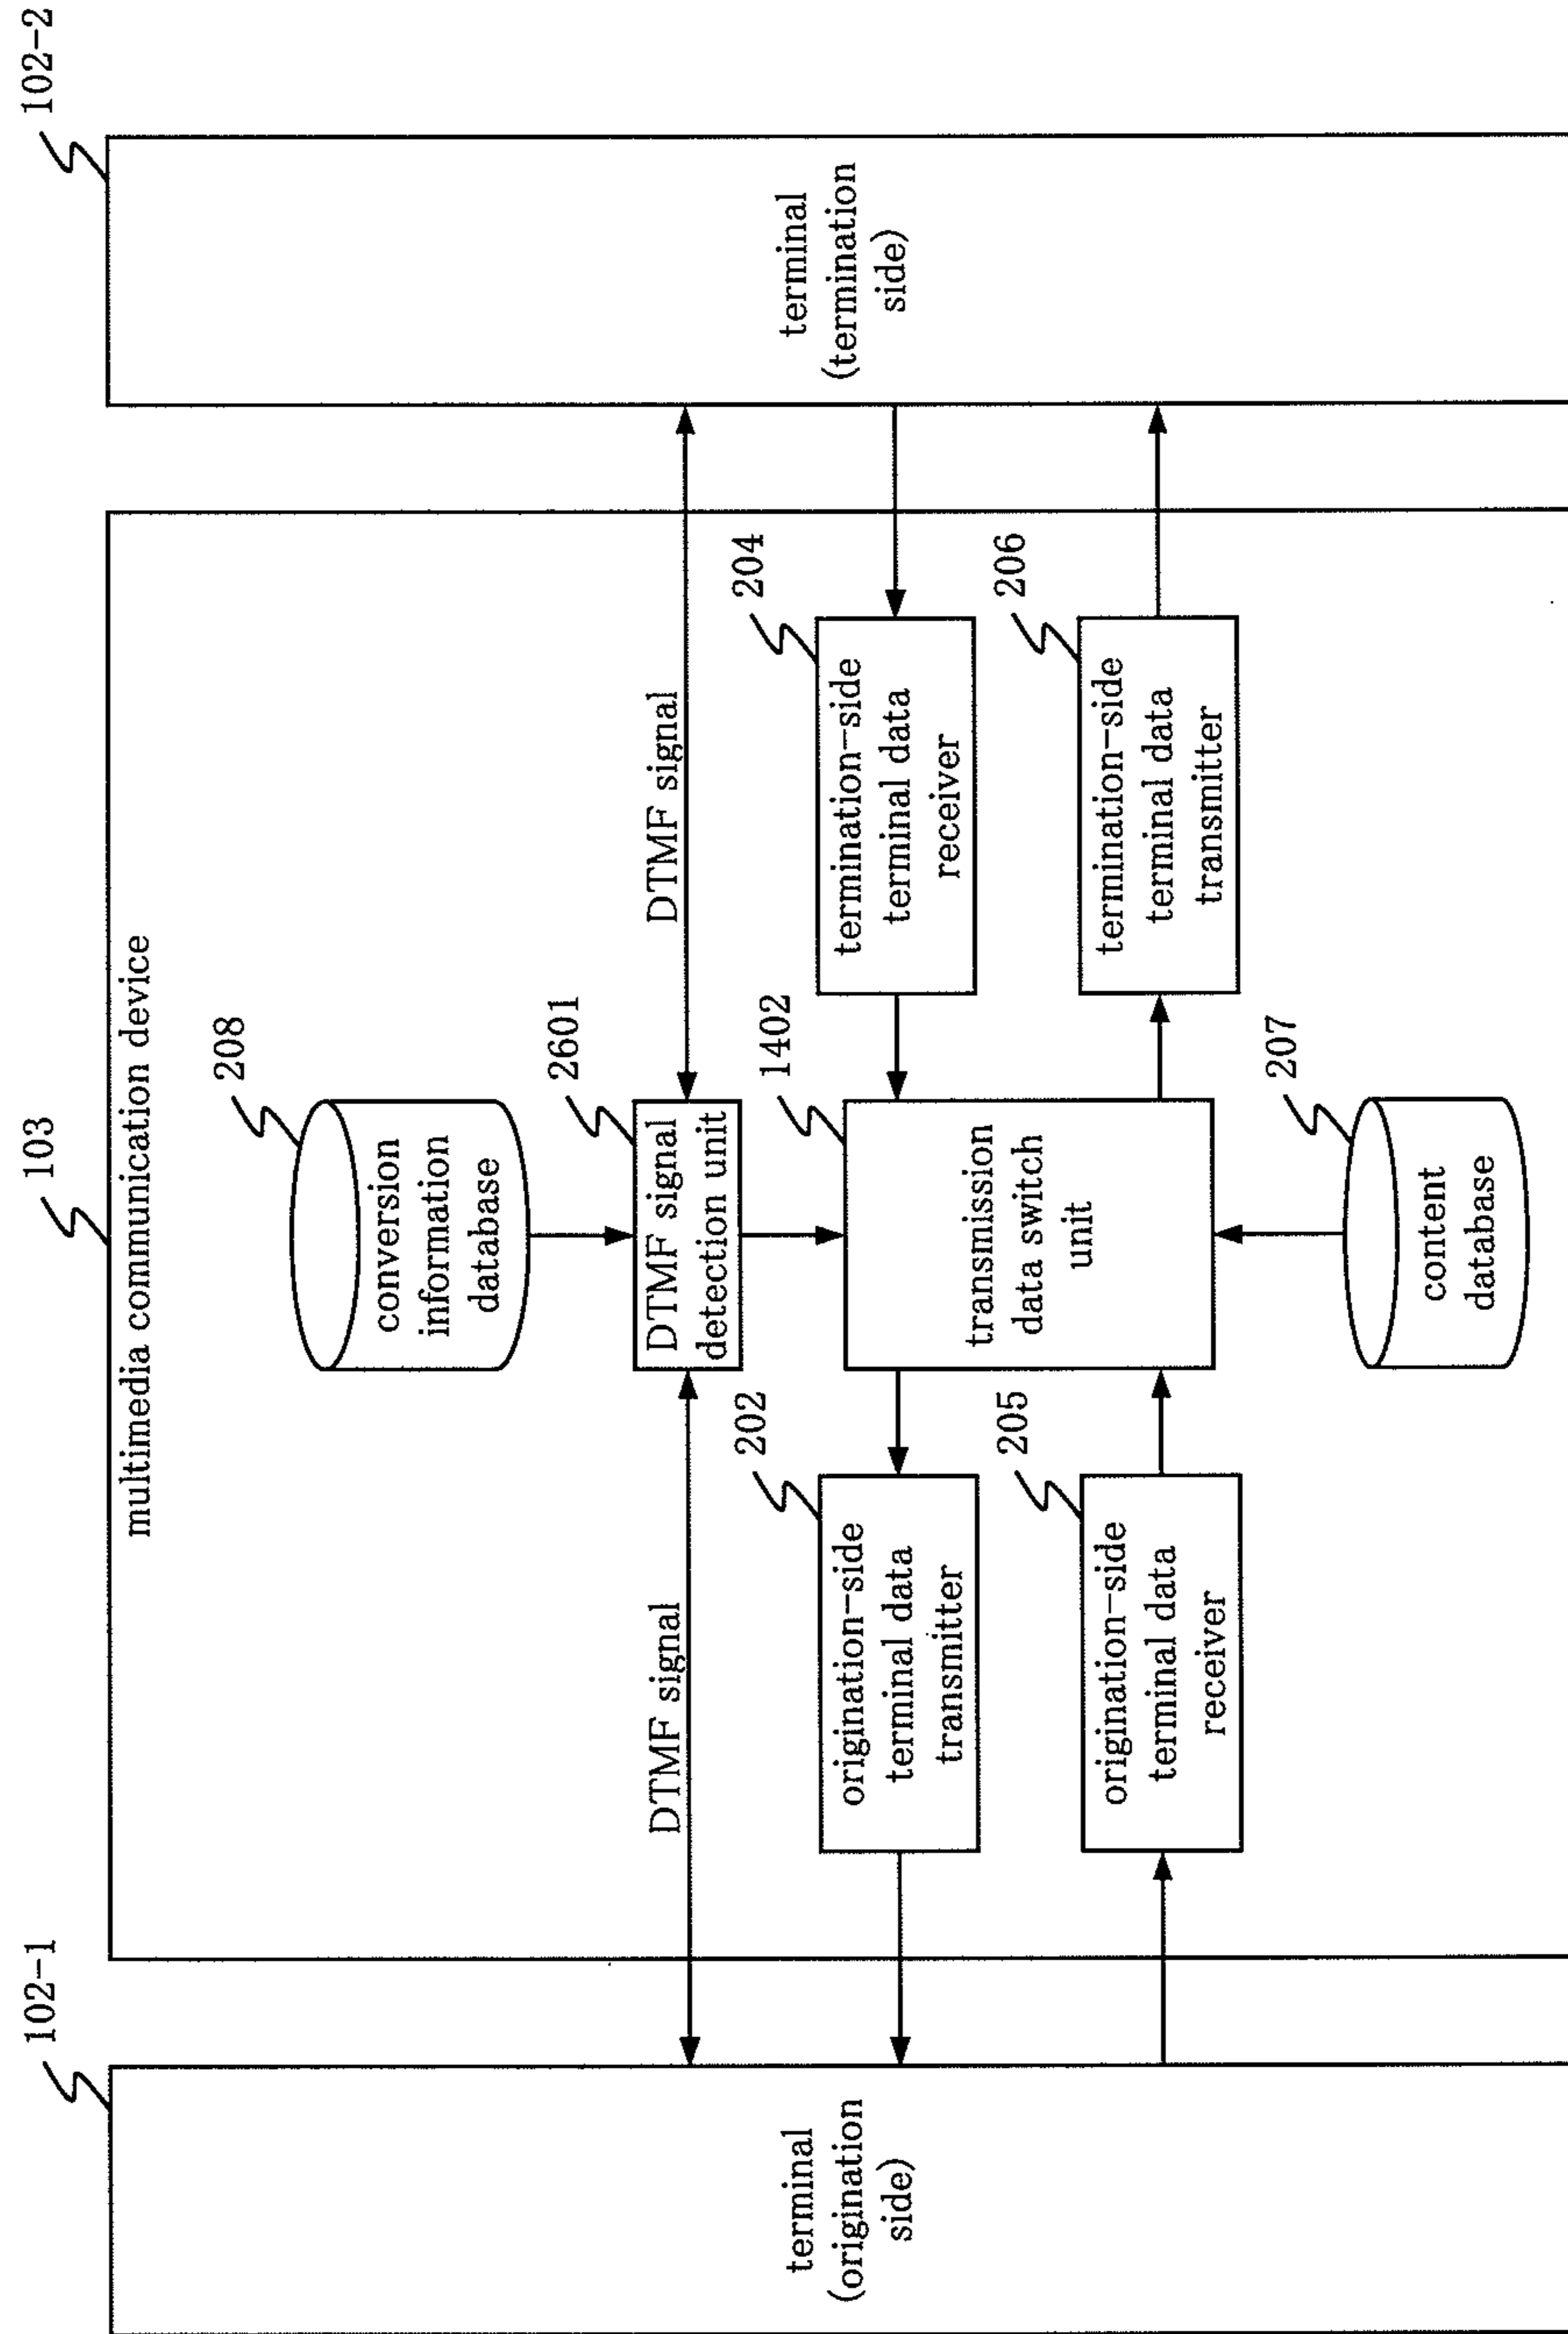 103
102-1
102-2
multimedia communication device
208
conversion
information
database
2601
DTMF signal
DTMF signal
detection unit
DTMF signal
terminal
(origination
side)
202
origination-side
terminal data
transmitter
1402
transmission
data switch
unit
204
termination-side
terminal data
receiver
terminal
(termination
side)
205
origination-side
terminal data
receiver
206
termination-side
terminal data
transmitter
207
content
database